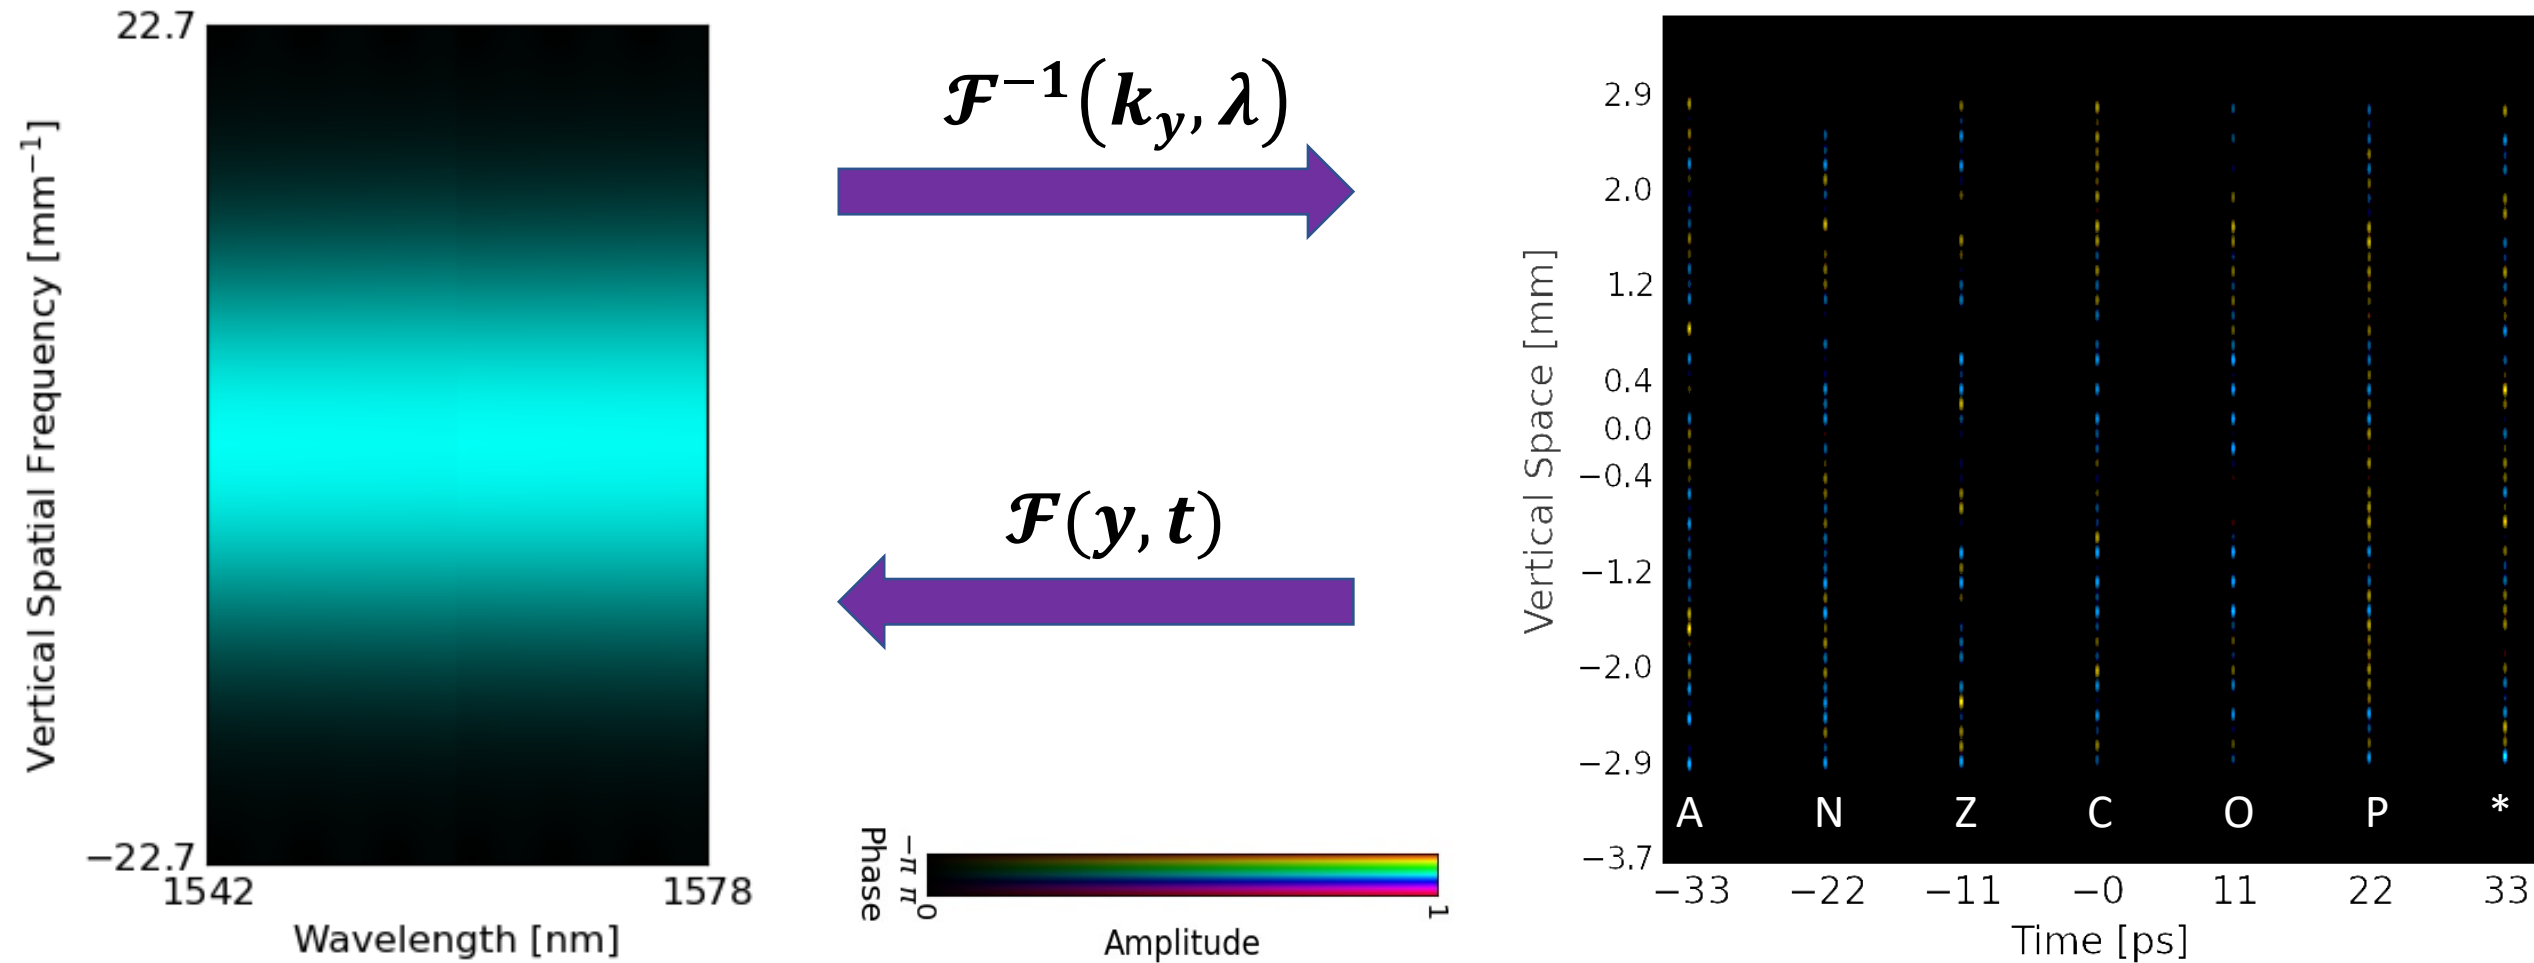 22.7
−22.7
Vertical Spatial Frequency [mm⁻¹]
1542
1578
Wavelength [nm]
𝓕⁻¹(k_y, λ)
𝓕(y, t)
Phase
−π
π
0
1
Amplitude
Vertical Space [mm]
2.9
2.0
1.2
0.4
0.0
−0.4
−1.2
−2.0
−2.9
−3.7
A N Z C O P *
−33 −22 −11 −0 11 22 33
Time [ps]